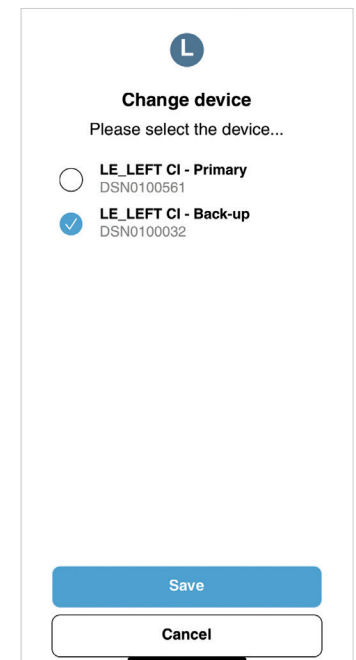 L
Change device
Please select the device...
LE_LEFT CI - Primary
DSN0100561
LE_LEFT CI - Back-up
DSN0100032
Save
Cancel